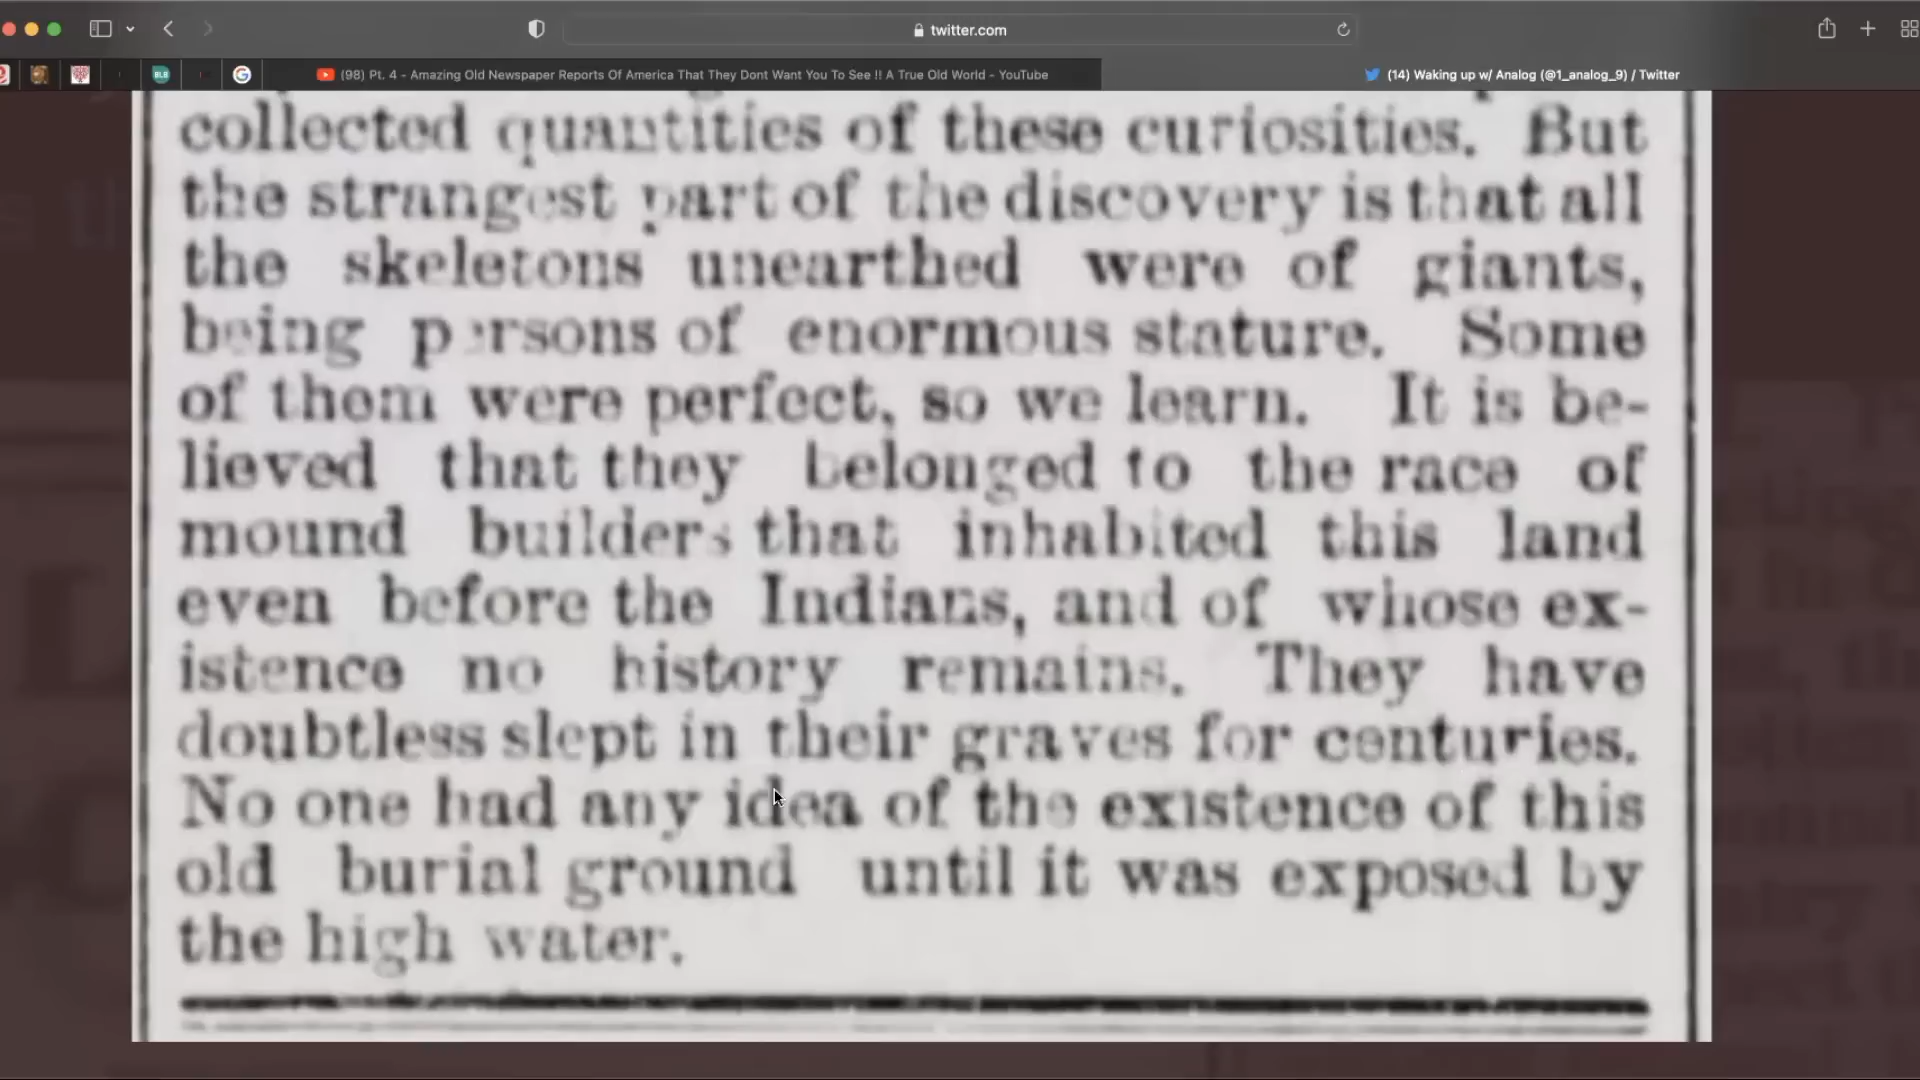 twitter.com
BLB
(98) Pt. 4 - Amazing Old Newspaper Reports Of America That They Dont Want You To See !! A True Old World - YouTube
(14) Waking up w/ Analog (@1_analog_9) / Twitter
collected quantities of these curiosities. But
the strangest part of the discovery is that all
the skeletons unearthed were of giants,
being persons of enormous stature. Some
of them were perfect, so we learn. It is be-
lieved that they belonged to the race of
mound builders that inhabited this land
even before the Indians, and of whose ex-
istence no history remains. They have
doubtless slept in their graves for centuries.
No one had any idea of the existence of this
old burial ground until it was exposed by
the high water.